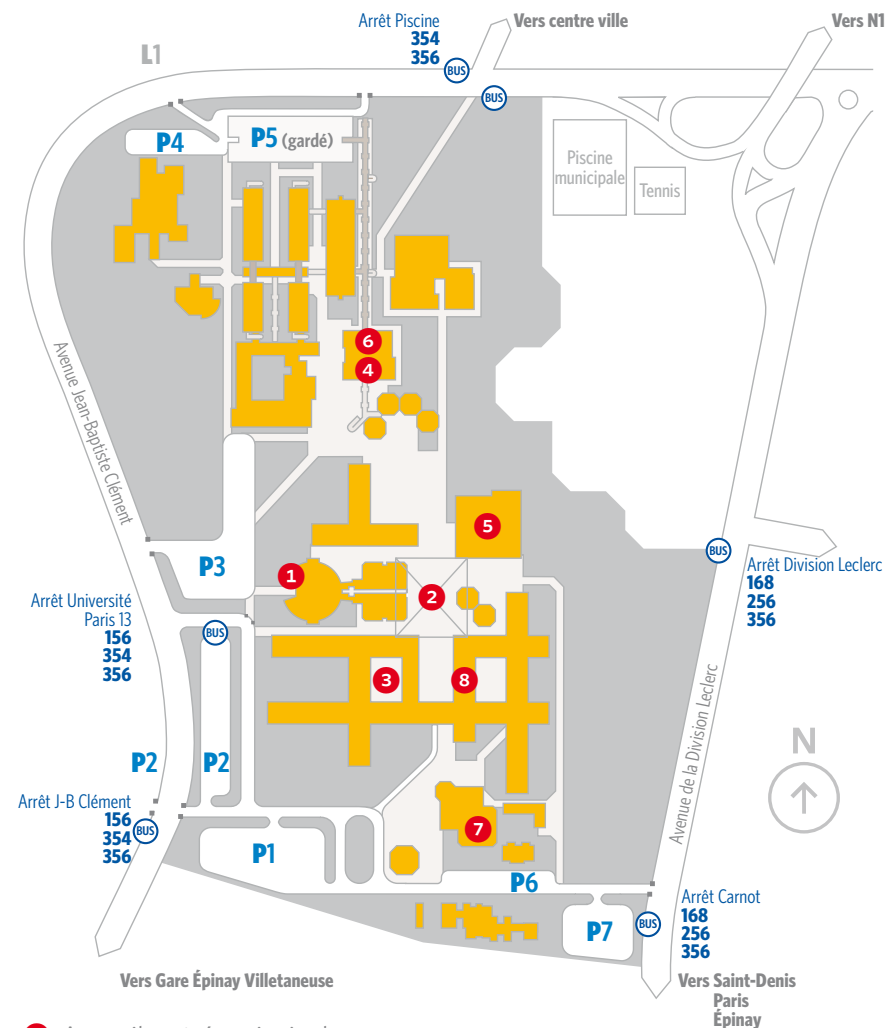 Arrêt Piscine
354
356
BUS
BUS
Vers centre ville
Vers N1
L1
P4
P5 (gardé)
Piscine
municipale
Tennis
6
4
Avenue Jean-Baptiste Clément
5
P3
1
2
BUS
Arrêt Division Leclerc
168
256
356
Arrêt Université
Paris 13
156
354
356
BUS
3
8
Avenue de la Division Leclerc
N
P2
P2
Arrêt J-B Clément
156
354
356
BUS
P1
7
P6
P7
BUS
Arrêt Carnot
168
256
356
Vers Gare Épinay Villetaneuse
Vers Saint-Denis
Paris
Épinay